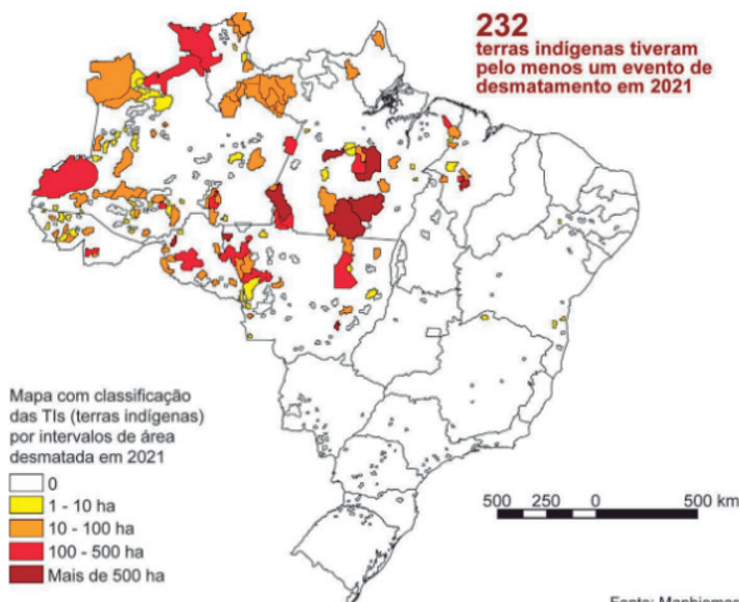 232
terras indígenas tiveram
pelo menos um evento de
desmatamento em 2021
Mapa com classificação
das TIs (terras indígenas)
por intervalos de área
desmatada em 2021
0
1 - 10 ha
10 - 100 ha
100 - 500 ha
Mais de 500 ha
500 250 0 500 km
Fonte: Mapbiomas